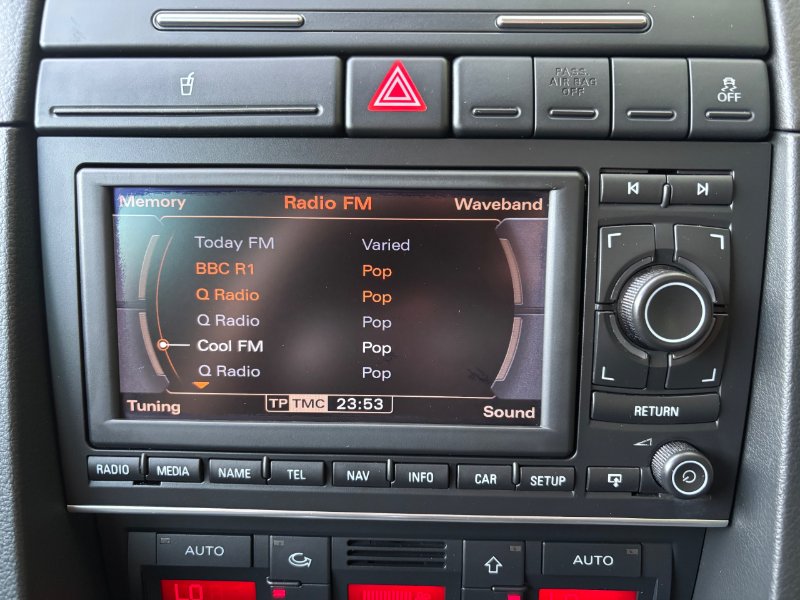 PASS.
AIR BAG
OFF
OFF
Memory Radio FM Waveband
Today FM Varied
BBC R1 Pop
Q Radio Pop
Q Radio Pop
Cool FM Pop
Q Radio Pop
Tuning TP TMC 23:53 Sound
RETURN
RADIO MEDIA NAME TEL NAV INFO CAR SETUP
AUTO AUTO
LO